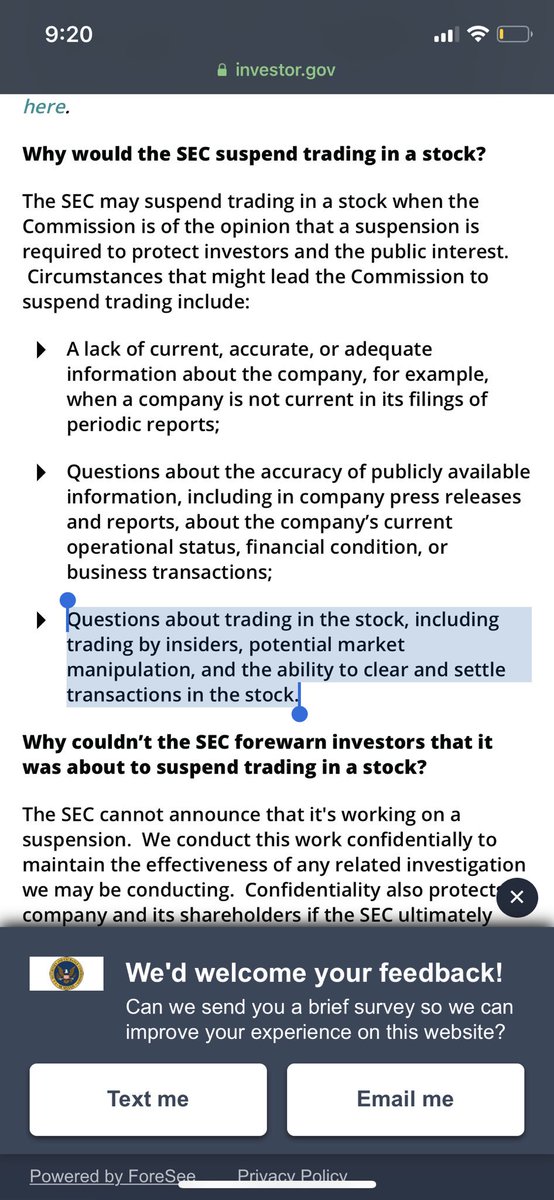 9:20
investor.gov
here.
Why would the SEC suspend trading in a stock?
The SEC may suspend trading in a stock when the
Commission is of the opinion that a suspension is
required to protect investors and the public interest.
Circumstances that might lead the Commission to
suspend trading include:
A lack of current, accurate, or adequate
information about the company, for example,
when a company is not current in its filings of
periodic reports;
Questions about the accuracy of publicly available
information, including in company press releases
and reports, about the company's current
operational status, financial condition, or
business transactions;
Questions about trading in the stock, including
trading by insiders, potential market
manipulation, and the ability to clear and settle
transactions in the stock.
Why couldn't the SEC forewarn investors that it
was about to suspend trading in a stock?
The SEC cannot announce that it's working on a
suspension.  We conduct this work confidentially to
maintain the effectiveness of any related investigation
we may be conducting.  Confidentiality also protects
company and its shareholders if the SEC ultimately
We'd welcome your feedback!
Can we send you a brief survey so we can
improve your experience on this website?
Text me
Email me
Powered by ForeSee
Privacy Policy